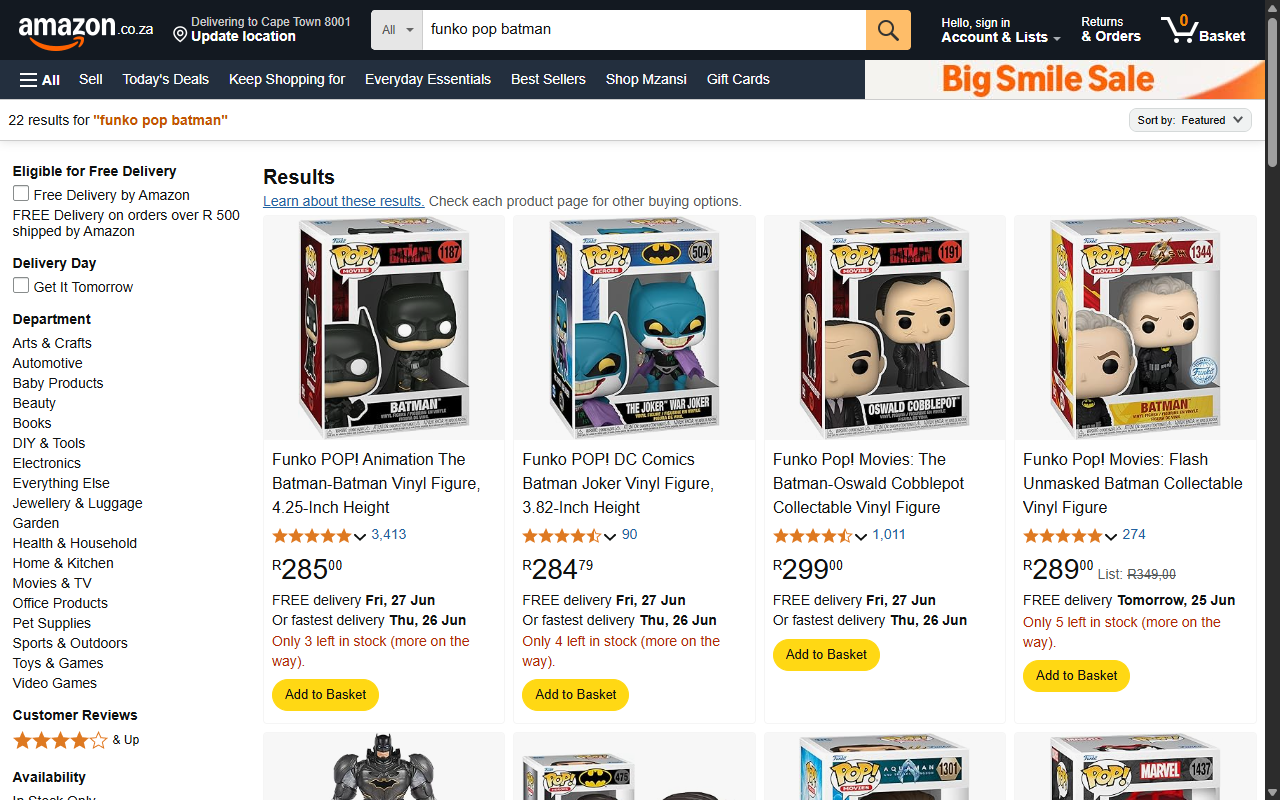 amazon.co.za
Delivering to Cape Town 8001
Update location
All
funko pop batman
Hello, sign in
Account & Lists
Returns
& Orders
0
Basket
All
Sell
Today's Deals
Keep Shopping for
Everyday Essentials
Best Sellers
Shop Mzansi
Gift Cards
Big Smile Sale
22 results for "funko pop batman"
Sort by: Featured
Eligible for Free Delivery
Free Delivery by Amazon
FREE Delivery on orders over R 500
shipped by Amazon
Delivery Day
Get It Tomorrow
Department
Arts & Crafts
Automotive
Baby Products
Beauty
Books
DIY & Tools
Electronics
Everything Else
Jewellery & Luggage
Garden
Health & Household
Home & Kitchen
Movies & TV
Office Products
Pet Supplies
Sports & Outdoors
Toys & Games
Video Games
Customer Reviews
& Up
Availability
In Stock Only
Results
Learn about these results. Check each product page for other buying options.
Funko
POP!
MOVIES
BATMAN
1187
BATMAN
Funko POP! Animation The
Batman-Batman Vinyl Figure,
4.25-Inch Height
3,413
R28500
FREE delivery Fri, 27 Jun
Or fastest delivery Thu, 26 Jun
Only 3 left in stock (more on the
way).
Add to Basket
Funko
POP!
HEROES
504
THE JOKER WAR JOKER
Funko POP! DC Comics
Batman Joker Vinyl Figure,
3.82-Inch Height
90
R28479
FREE delivery Fri, 27 Jun
Or fastest delivery Thu, 26 Jun
Only 4 left in stock (more on the
way).
Add to Basket
Funko
POP!
MOVIES
BATMAN
1191
OSWALD COBBLEPOT
Funko Pop! Movies: The
Batman-Oswald Cobblepot
Collectable Vinyl Figure
1,011
R29900
FREE delivery Fri, 27 Jun
Or fastest delivery Thu, 26 Jun
Add to Basket
Funko
POP!
MOVIES
FLASH
1344
Funko
BATMAN
Funko Pop! Movies: Flash
Unmasked Batman Collectable
Vinyl Figure
274
R28900 List: R349,00
FREE delivery Tomorrow, 25 Jun
Only 5 left in stock (more on the
way).
Add to Basket
POP!
HEROES
475
POP!
MOVIES
AQUAMAN
1301
POP!
MARVEL
1437